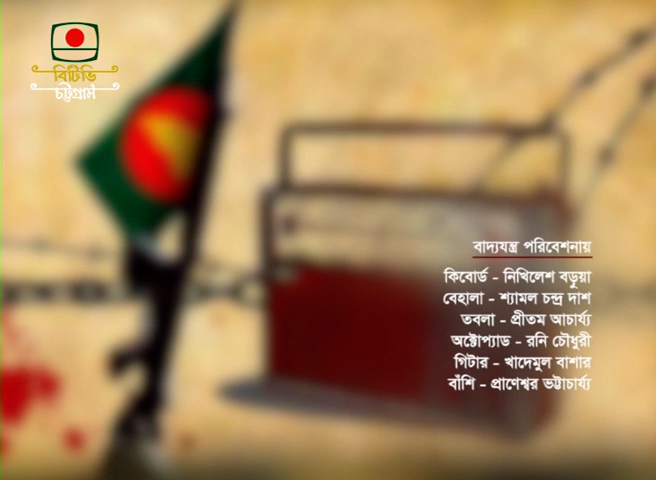 বিটিভি
চট্টগ্রাম
বাদ্যযন্ত্র পরিবেশনায়
কিবোর্ড - নিখিলেশ বড়ুয়া
বেহালা - শ্যামল চন্দ্র দাশ
তবলা - প্রীতম আচার্য্য
অক্টোপ্যাড - রনি চৌধুরী
গিটার - খাদেমুল বাশার
বাঁশি - প্রাণেশ্বর ভট্টাচার্য্য